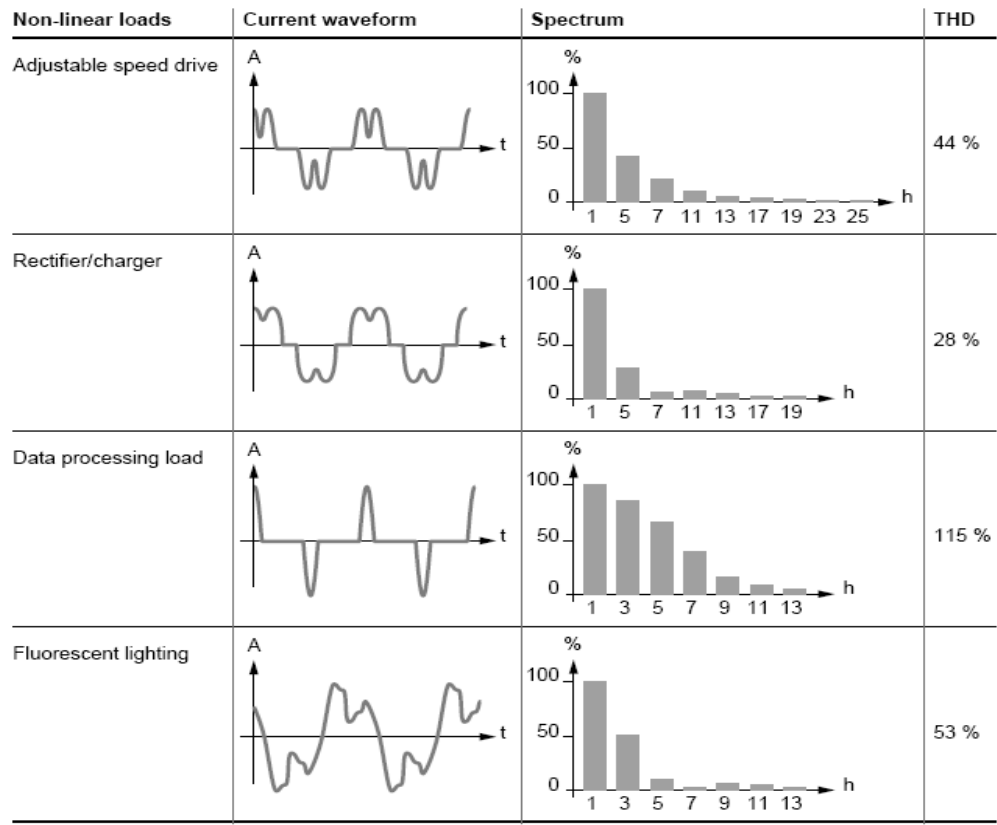 Non-linear loads Current waveform Spectrum THD
Adjustable speed drive
A
t
%
100
50
0
h
1 5 7 11 13 17 19 23 25
44 %
Rectifier/charger
A
t
%
100
50
0
h
1 5 7 11 13 17 19
28 %
Data processing load
A
t
%
100
50
0
h
1 3 5 7 9 11 13
115 %
Fluorescent lighting
A
t
%
100
50
0
h
1 3 5 7 9 11 13
53 %